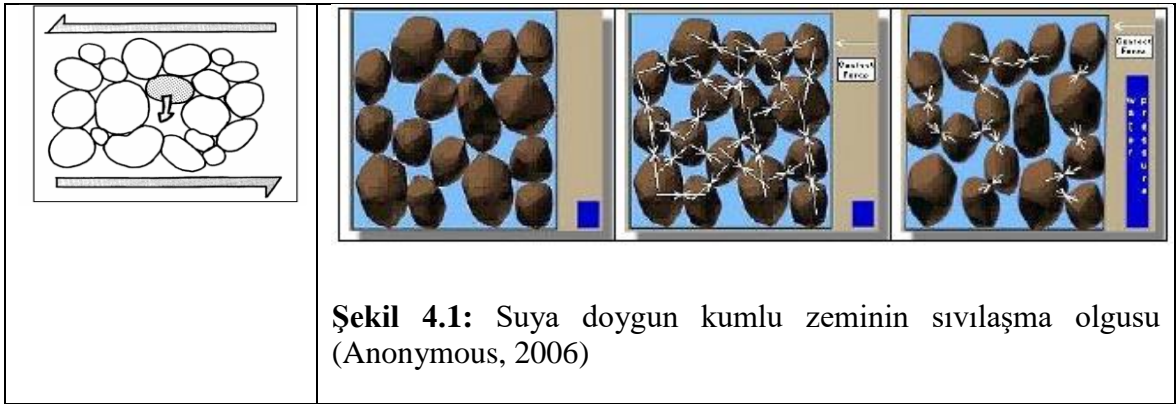 Contact
Force
Contact
Force
water
pressure
Şekil 4.1: Suya doygun kumlu zeminin sıvılaşma olgusu
(Anonymous, 2006)